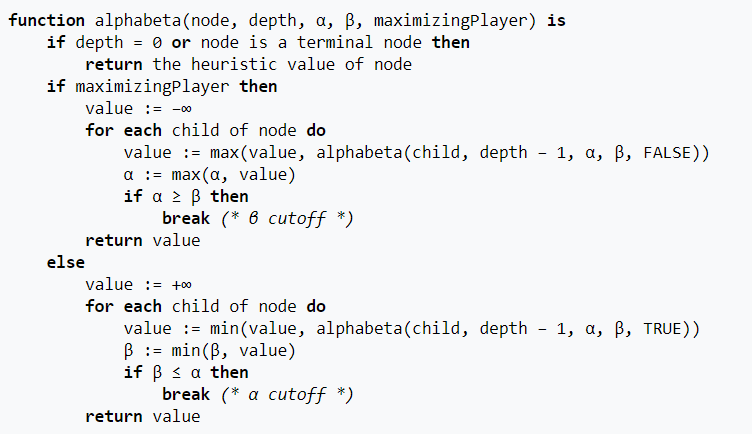 function alphabeta(node, depth, α, β, maximizingPlayer) is
if depth = 0 or node is a terminal node then
return the heuristic value of node
if maximizingPlayer then
value := −∞
for each child of node do
value := max(value, alphabeta(child, depth − 1, α, β, FALSE))
α := max(α, value)
if α ≥ β then
break (* β cutoff *)
return value
else
value := +∞
for each child of node do
value := min(value, alphabeta(child, depth − 1, α, β, TRUE))
β := min(β, value)
if β ≤ α then
break (* α cutoff *)
return value